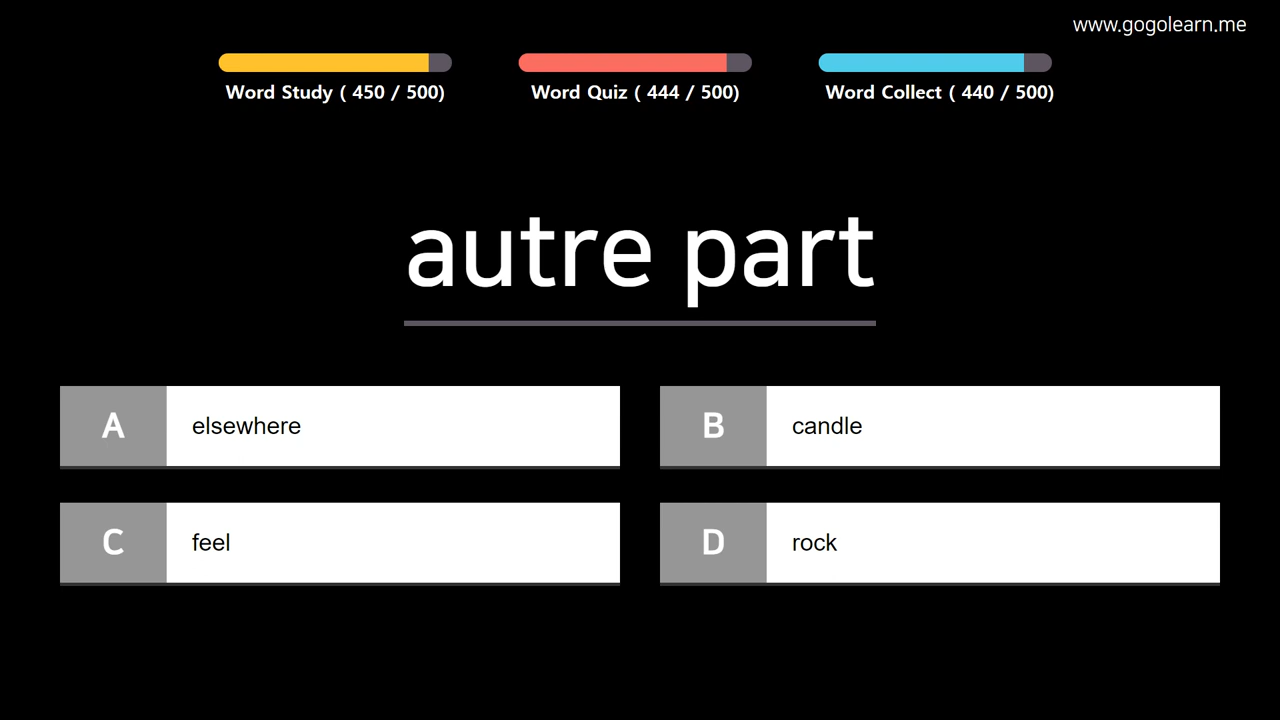 www.gogolearn.me
Word Study ( 450 / 500)
Word Quiz ( 444 / 500)
Word Collect ( 440 / 500)
autre part
A elsewhere
B candle
C feel
D rock